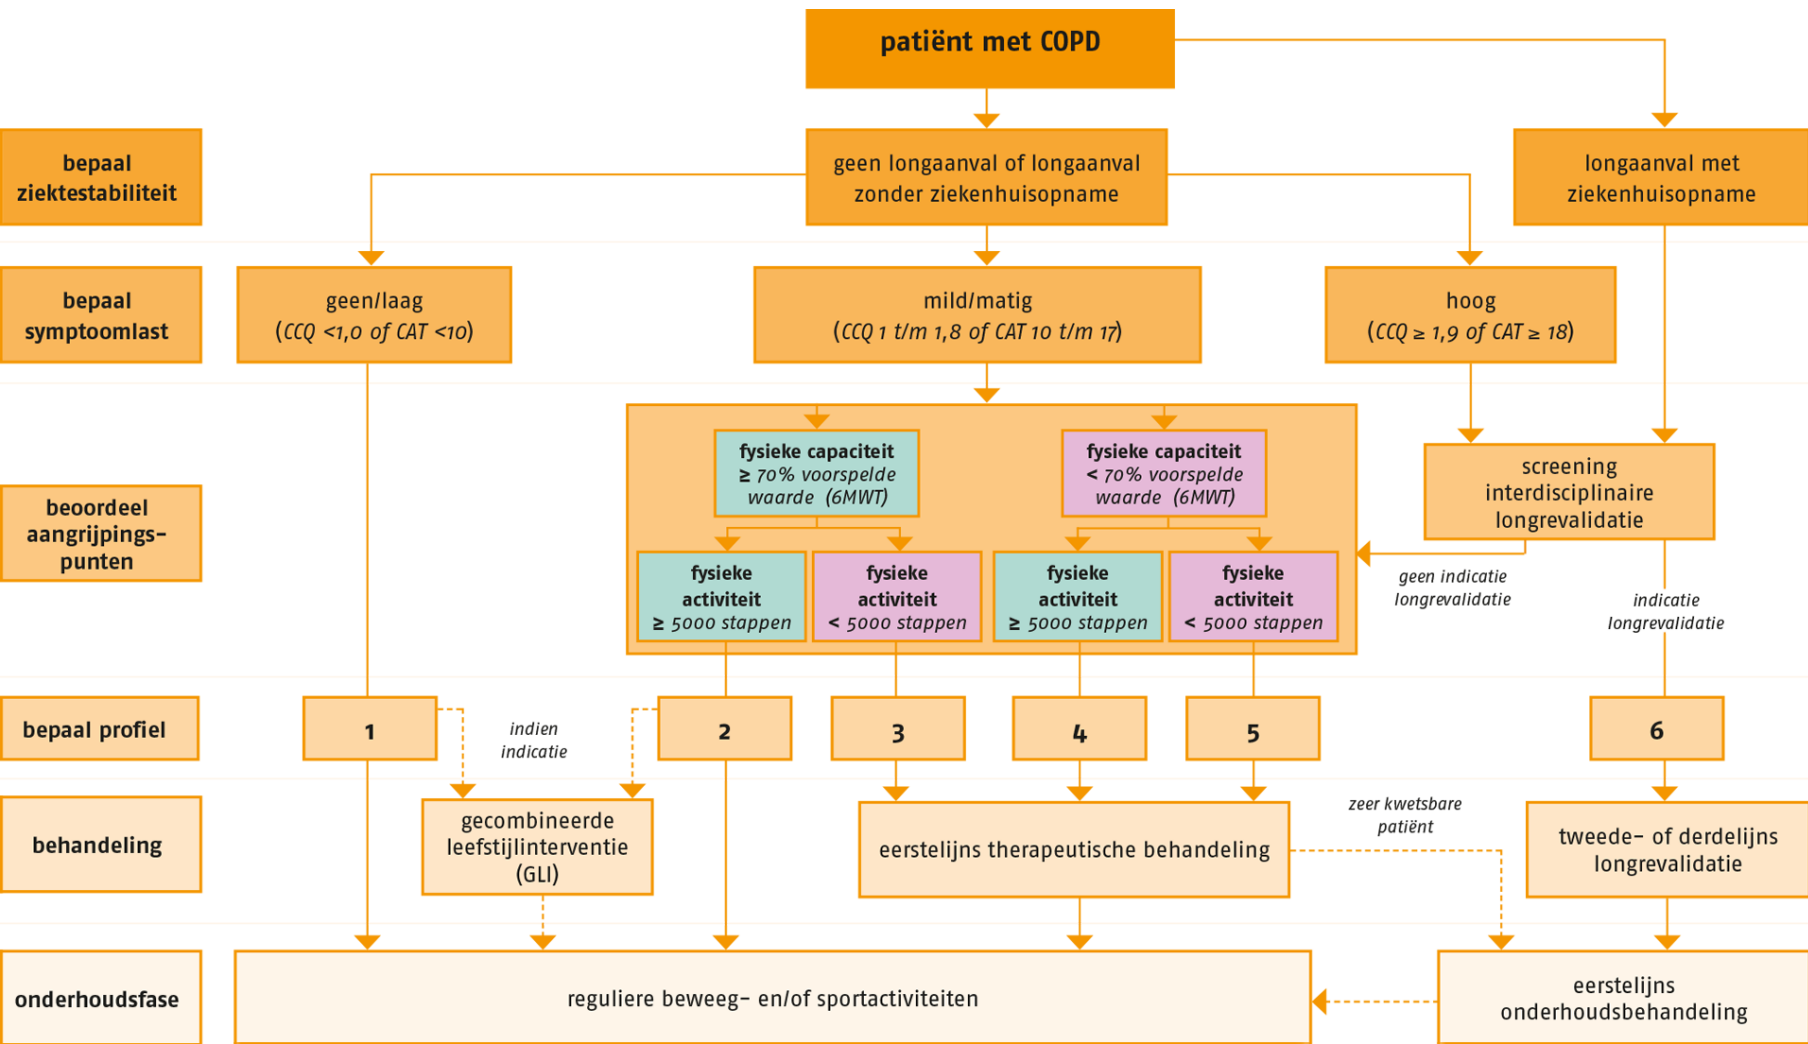 patiënt met COPD
bepaal
ziektestabiliteit
geen longaanval of longaanval
zonder ziekenhuisopname
longaanval met
ziekenhuisopname
bepaal
symptoomlast
geen/laag
(CCQ <1,0 of CAT <10)
mild/matig
(CCQ 1 t/m 1,8 of CAT 10 t/m 17)
hoog
(CCQ ≥ 1,9 of CAT ≥ 18)
beoordeel
aangrijpings-
punten
fysieke capaciteit
≥ 70% voorspelde
waarde (6MWT)
fysieke capaciteit
< 70% voorspelde
waarde (6MWT)
screening
interdisciplinaire
longrevalidatie
fysieke
activiteit
≥ 5000 stappen
fysieke
activiteit
< 5000 stappen
fysieke
activiteit
≥ 5000 stappen
fysieke
activiteit
< 5000 stappen
geen indicatie
longrevalidatie
indicatie
longrevalidatie
bepaal profiel
1
indien
indicatie
2
3
4
5
6
behandeling
gecombineerde
leefstijlinterventie
(GLI)
eerstelijns therapeutische behandeling
zeer kwetsbare
patiënt
tweede- of derdelijns
longrevalidatie
onderhoudsfase
reguliere beweeg- en/of sportactiviteiten
eerstelijns
onderhoudsbehandeling